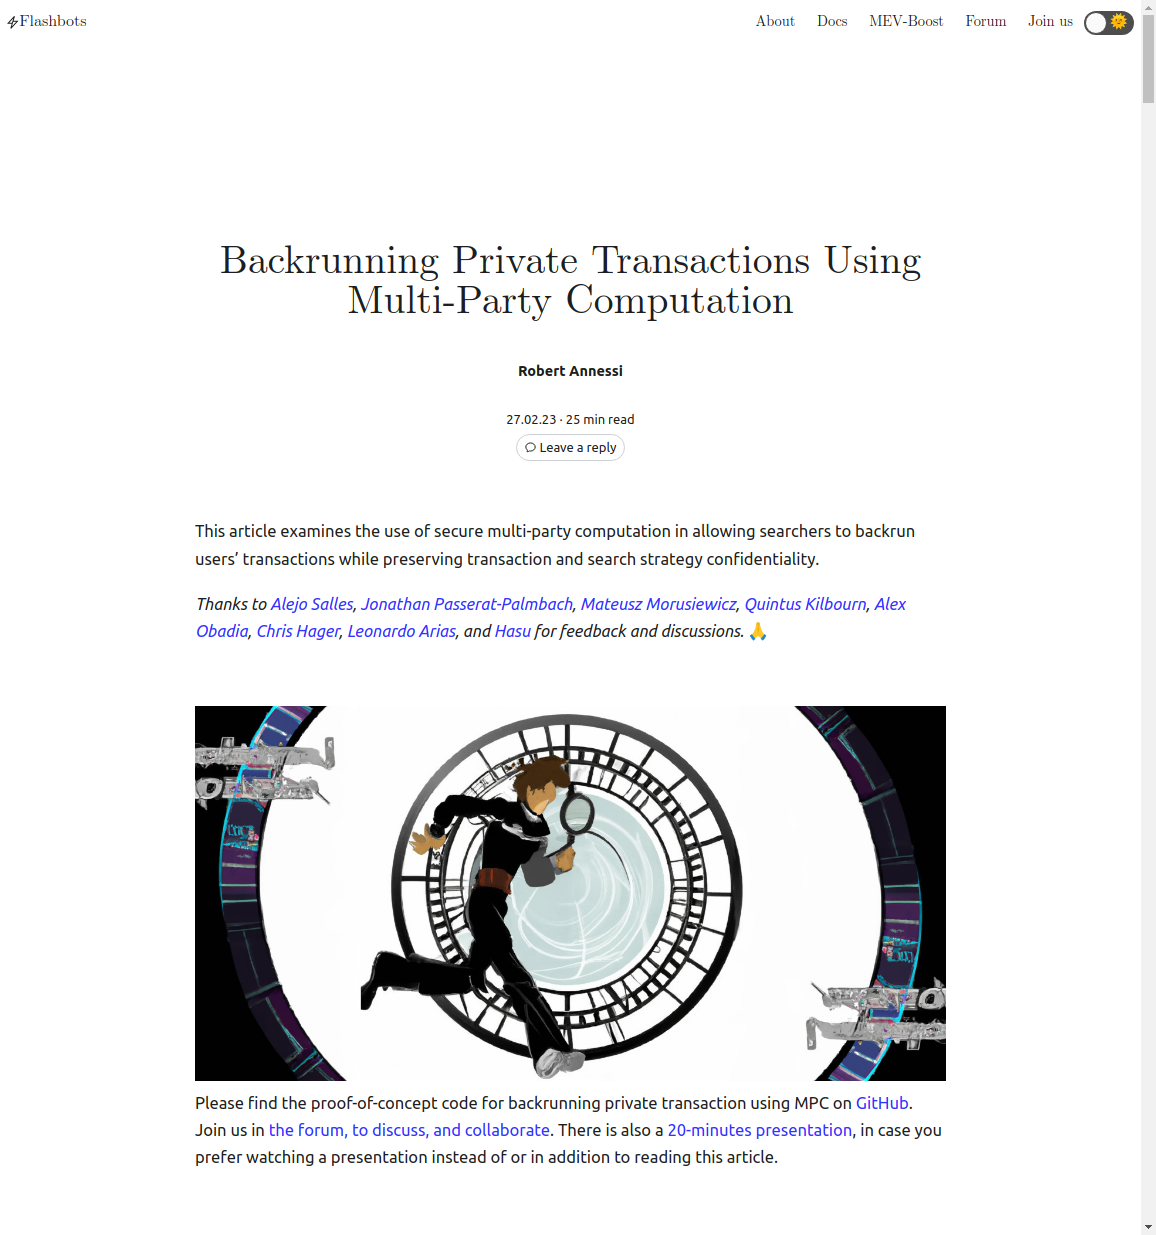 Flashbots
About Docs MEV-Boost Forum Join us
Backrunning Private Transactions Using
Multi-Party Computation
Robert Annessi
27.02.23 · 25 min read
Leave a reply
This article examines the use of secure multi-party computation in allowing searchers to backrun
users’ transactions while preserving transaction and search strategy confidentiality.
Thanks to Alejo Salles, Jonathan Passerat-Palmbach, Mateusz Morusiewicz, Quintus Kilbourn, Alex
Obadia, Chris Hager, Leonardo Arias, and Hasu for feedback and discussions. 🙏
Please find the proof-of-concept code for backrunning private transaction using MPC on GitHub.
Join us in the forum, to discuss, and collaborate. There is also a 20-minutes presentation, in case you
prefer watching a presentation instead of or in addition to reading this article.